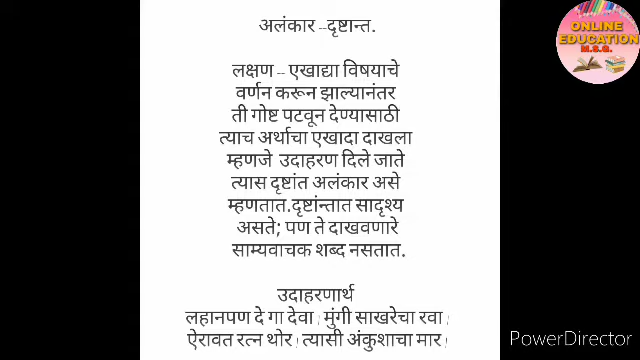 अलंकार –दृष्टान्त.
ONLINE
EDUCATION
M.S.G.
लक्षण – एखाद्या विषयाचे
वर्णन करून झाल्यानंतर
ती गोष्ट पटवून देण्यासाठी
त्याच अर्थाचा एखादा दाखला
म्हणजे उदाहरण दिले जाते
त्यास दृष्टांत अलंकार असे
म्हणतात.दृष्टांन्तात सादृश्य
असते; पण ते दाखवणारे
साम्यवाचक शब्द नसतात.
उदाहरणार्थ
लहानपण दे गा देवा । मुंगी साखरेचा रवा ।
ऐरावत रत्न थोर । त्यासी अंकुशाचा मार ।
PowerDirector